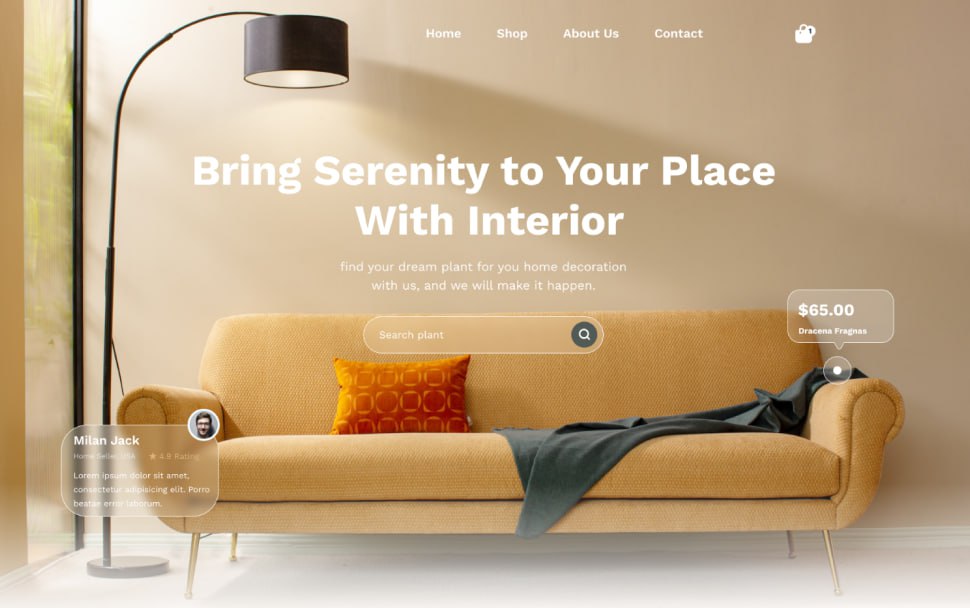 Home Shop About Us Contact 1
Bring Serenity to Your Place
With Interior
find your dream plant for you home decoration
with us, and we will make it happen.
Search plant
$65.00
Dracena Fragnas
Milan Jack
Home Seller, USA ★ 4.9 Rating
Lorem ipsum dolor sit amet,
consectetur adipisicing elit. Porro
beatae error laborum.